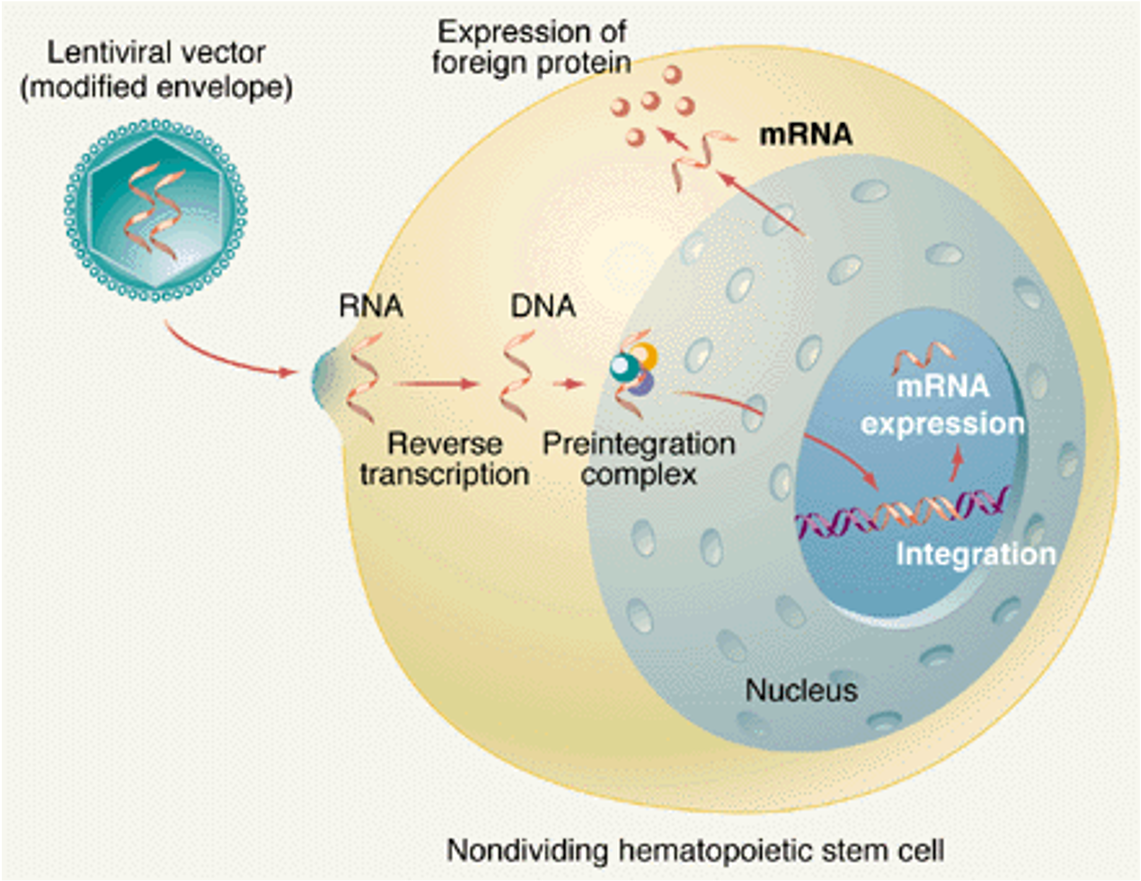 Expression of
foreign protein
Lentiviral vector
(modified envelope)
mRNA
RNA
DNA
Reverse
transcription
Preintegration
complex
mRNA
expression
Integration
Nucleus
Nondividing hematopoietic stem cell